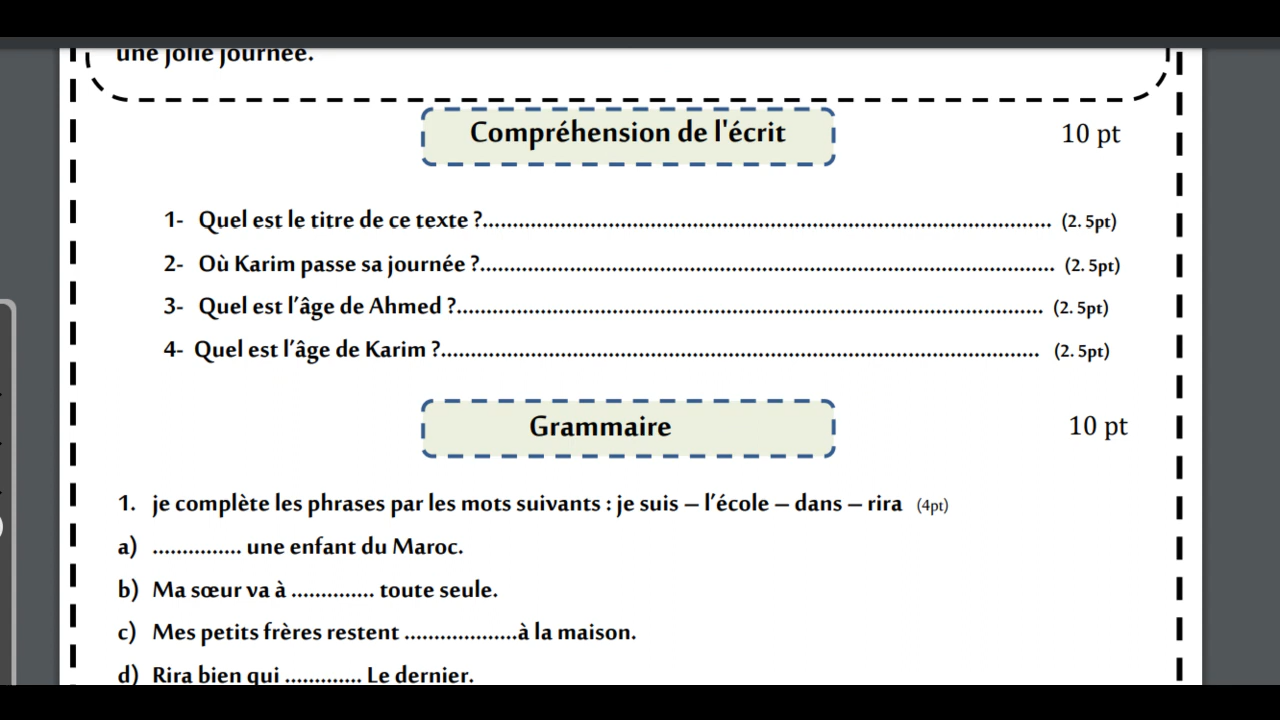 une jolie journée.
Compréhension de l'écrit 10 pt
1- Quel est le titre de ce texte ?................................................................................................ (2. 5pt)
2- Où Karim passe sa journée ?................................................................................................. (2. 5pt)
3- Quel est l’âge de Ahmed ?................................................................................................... (2. 5pt)
4- Quel est l’âge de Karim ?..................................................................................................... (2. 5pt)
Grammaire 10 pt
1. je complète les phrases par les mots suivants : je suis – l’école – dans – rira (4pt)
a) ............... une enfant du Maroc.
b) Ma sœur va à .............. toute seule.
c) Mes petits frères restent ...................à la maison.
d) Rira bien qui ............. Le dernier.